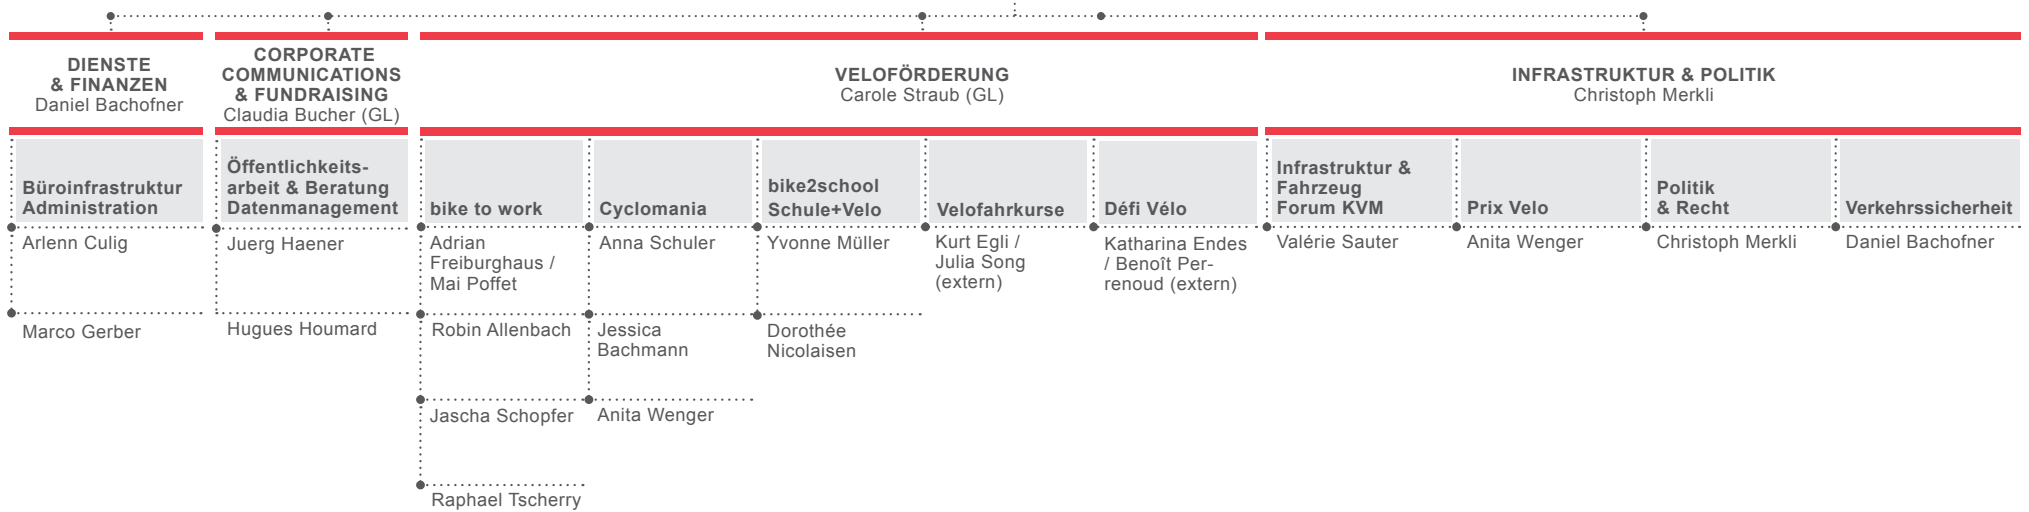 DIENSTE
& FINANZEN
Daniel Bachofner
CORPORATE
COMMUNICATIONS
& FUNDRAISING
Claudia Bucher (GL)
VELOFÖRDERUNG
Carole Straub (GL)
INFRASTRUKTUR & POLITIK
Christoph Merkli
Büroinfrastruktur
Administration
Arlenn Culig
Marco Gerber
Öffentlichkeits-
arbeit & Beratung
Datenmanagement
Juerg Haener
Hugues Houmard
bike to work
Adrian
Freiburghaus /
Mai Poffet
Robin Allenbach
Jascha Schopfer
Raphael Tscherry
Cyclomania
Anna Schuler
Jessica
Bachmann
Anita Wenger
bike2school
Schule+Velo
Yvonne Müller
Dorothée
Nicolaisen
Velofahrkurse
Kurt Egli /
Julia Song
(extern)
Défi Vélo
Katharina Endes
/ Benoît Per-
renoud (extern)
Infrastruktur &
Fahrzeug
Forum KVM
Valérie Sauter
Prix Velo
Anita Wenger
Politik
& Recht
Christoph Merkli
Verkehrssicherheit
Daniel Bachofner